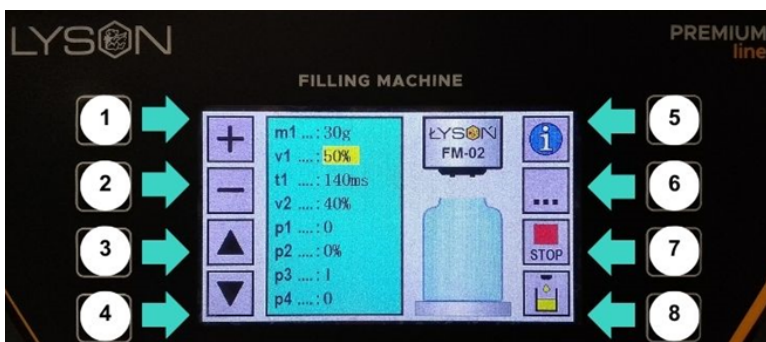 LYSON
PREMIUM
line
FILLING MACHINE
1
2
3
4
+
−
m1 ...: 30g
v1 ....: 50%
t1 ....: 140ms
v2 ....: 40%
p1 ....: 0
p2 ....: 0%
p3 ....: 1
p4 ....: 0
ŁYSOŃ
FM-02
i
...
STOP
5
6
7
8